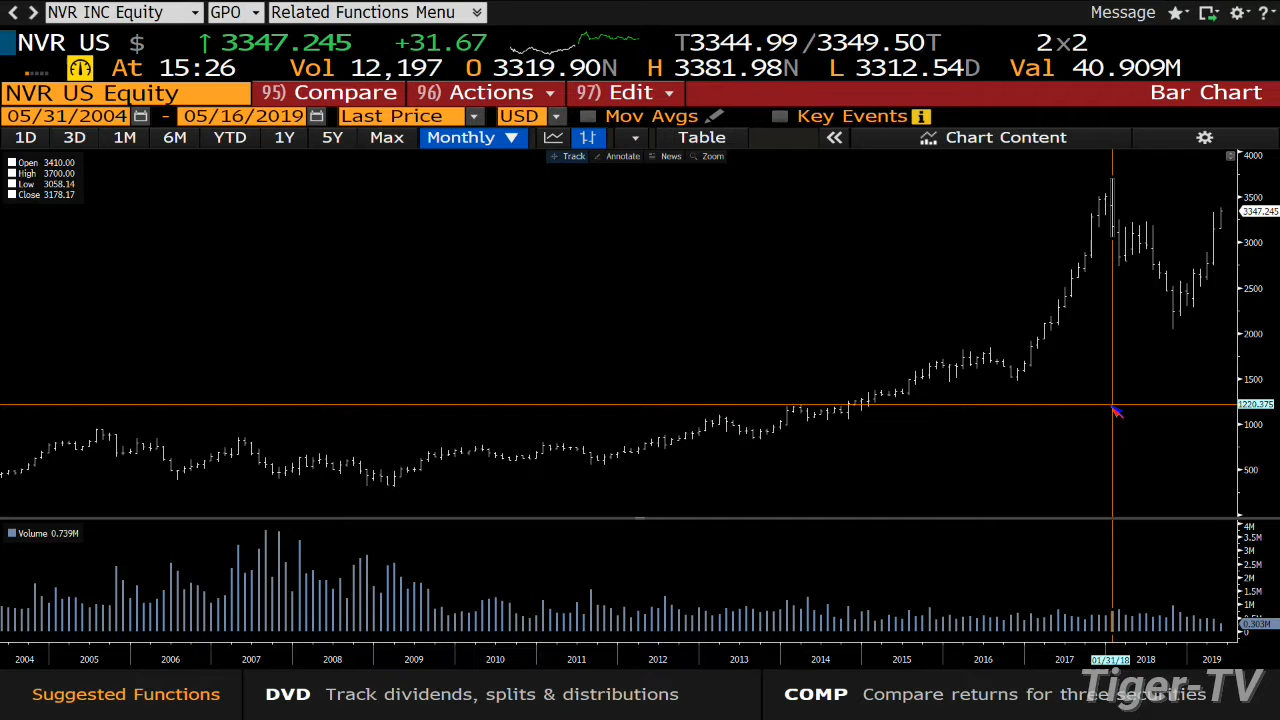 NVR INC Equity GPO Related Functions Menu Message ?
NVR US $ ↑ 3347.245 +31.67 T3344.99 /3349.50T 2x2
At 15:26 Vol 12,197 O 3319.90N H 3381.98N L 3312.54D Val 40.909M
NVR US Equity 95) Compare 96) Actions 97) Edit Bar Chart
05/31/2004 - 05/16/2019 Last Price USD Mov Avgs Key Events i
1D 3D 1M 6M YTD 1Y 5Y Max Monthly ▼ Table « Chart Content
Track Annotate News Zoom
Open 3410.00
High 3700.00
Low 3058.14
Close 3178.17
4000
3500
3347.245
3000
2500
2000
1500
1220.375
1000
500
Volume 0.739M
4M
3.5M
3M
2.5M
2M
1.5M
1M
0.303M
0
2004 2005 2006 2007 2008 2009 2010 2011 2012 2013 2014 2015 2016 2017 01/31/18 2018 2019
Suggested Functions DVD Track dividends, splits & distributions COMP Compare returns for three securities
Tiger-TV